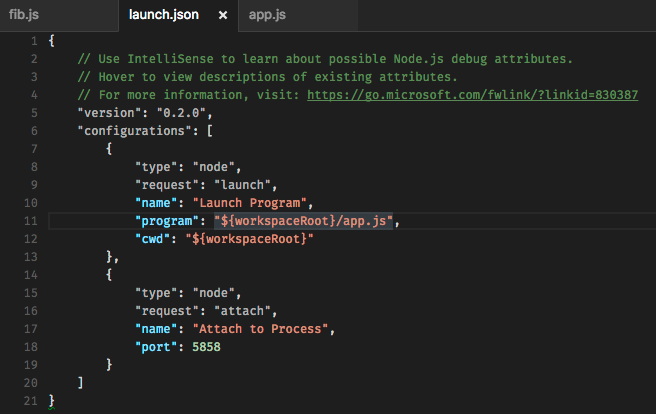 fib.js launch.json × app.js
1 {
2 // Use IntelliSense to learn about possible Node.js debug attributes.
3 // Hover to view descriptions of existing attributes.
4 // For more information, visit: https://go.microsoft.com/fwlink/?linkid=830387
5 "version": "0.2.0",
6 "configurations": [
7 {
8 "type": "node",
9 "request": "launch",
10 "name": "Launch Program",
11 "program": "${workspaceRoot}/app.js",
12 "cwd": "${workspaceRoot}"
13 },
14 {
15 "type": "node",
16 "request": "attach",
17 "name": "Attach to Process",
18 "port": 5858
19 }
20 ]
21 }